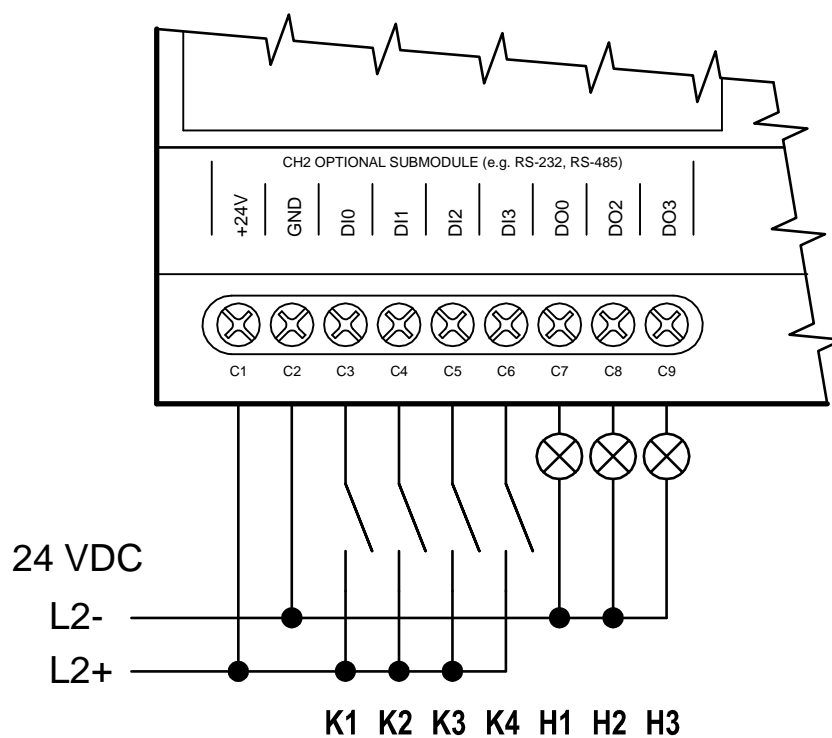 CH2 OPTIONAL SUBMODULE (e.g. RS-232, RS-485)
+24V GND DI0 DI1 DI2 DI3 DO0 DO2 DO3
C1 C2 C3 C4 C5 C6 C7 C8 C9
24 VDC
L2-
L2+
K1 K2 K3 K4 H1 H2 H3